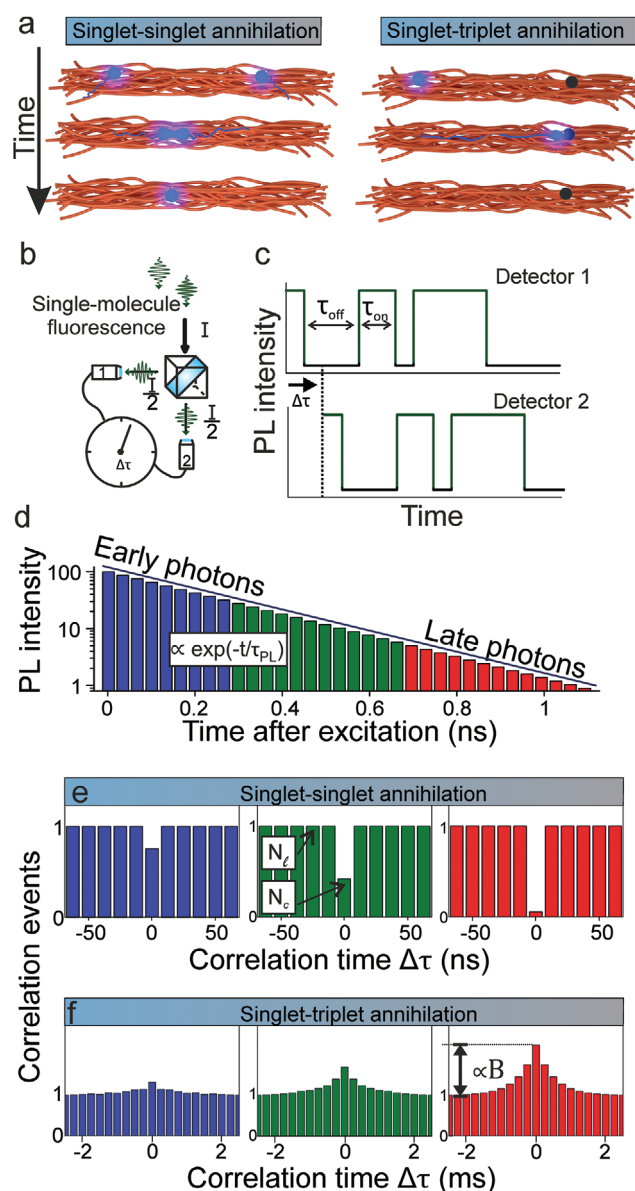 a
Singlet-singlet annihilation
Singlet-triplet annihilation
Time
b
Single-molecule
fluorescence
I
1
I
2
I
2
Δτ
2
c
PL intensity
Detector 1
τoff
τon
Δτ
Detector 2
Time
d
PL intensity
100
10
1
Early photons
∝ exp(-t/τPL)
Late photons
0 0.2 0.4 0.6 0.8 1
Time after excitation (ns)
Correlation events
e
Singlet-singlet annihilation
1
0
-50 0 50
Nℓ
Nc
1
0
-50 0 50
1
0
-50 0 50
Correlation time Δτ (ns)
f
Singlet-triplet annihilation
1
0
-2 0 2
1
0
-2 0 2
∝B
1
0
-2 0 2
Correlation time Δτ (ms)